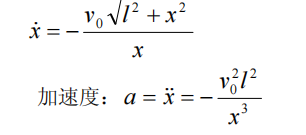 ẋ = −v₀√(l² + x²) / x
加速度：a = ẍ = −v₀²l² / x³